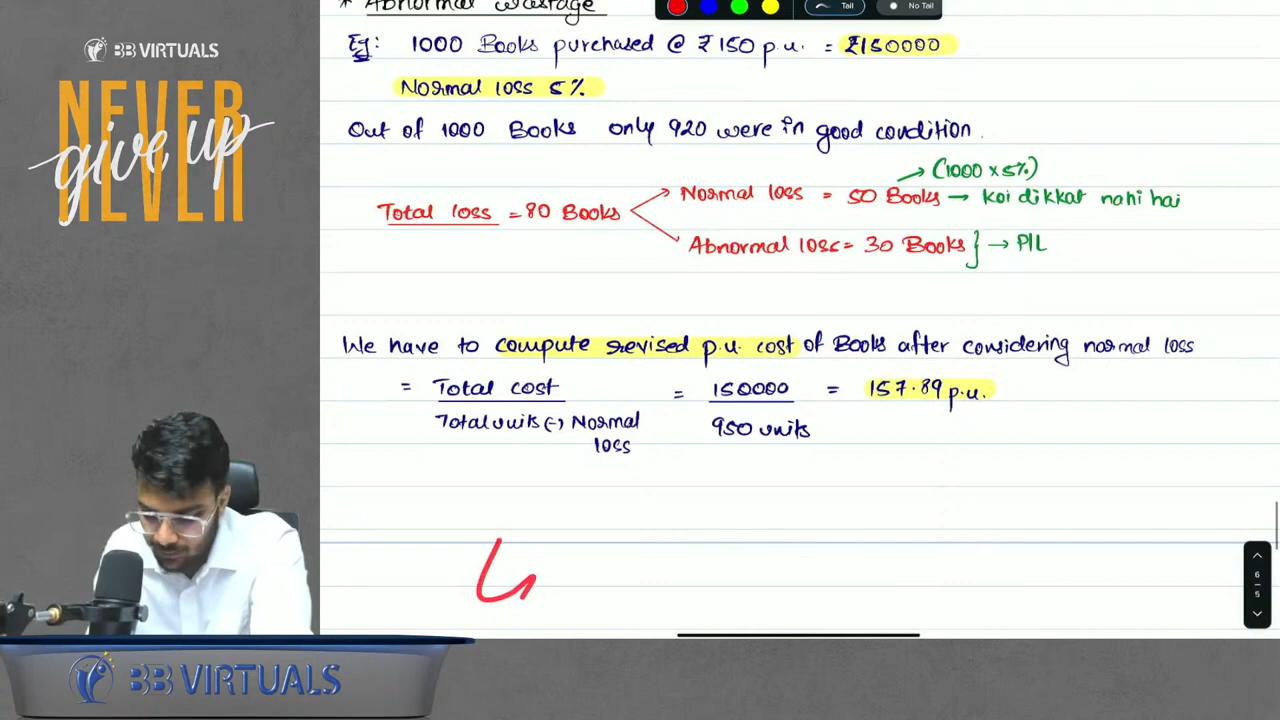 * Abnormal wastage
Tail
No Tail
BB VIRTUALS
NEVER
give up
NEVER
Eg: 1000 Books purchased @ ₹150 p.u. = ₹150000
Normal loss 5%
Out of 1000 Books only 920 were in good condition.
(1000 x 5%)
Total loss = 80 Books
Normal loss = 50 Books → koi dikkat nahi hai
Abnormal loss = 30 Books } → P/L
We have to compute revised p.u. cost of Books after considering normal loss
= Total cost = 150000 = 157.89 p.u.
Total units (-) Normal loss 950 units
6
5
BB VIRTUALS